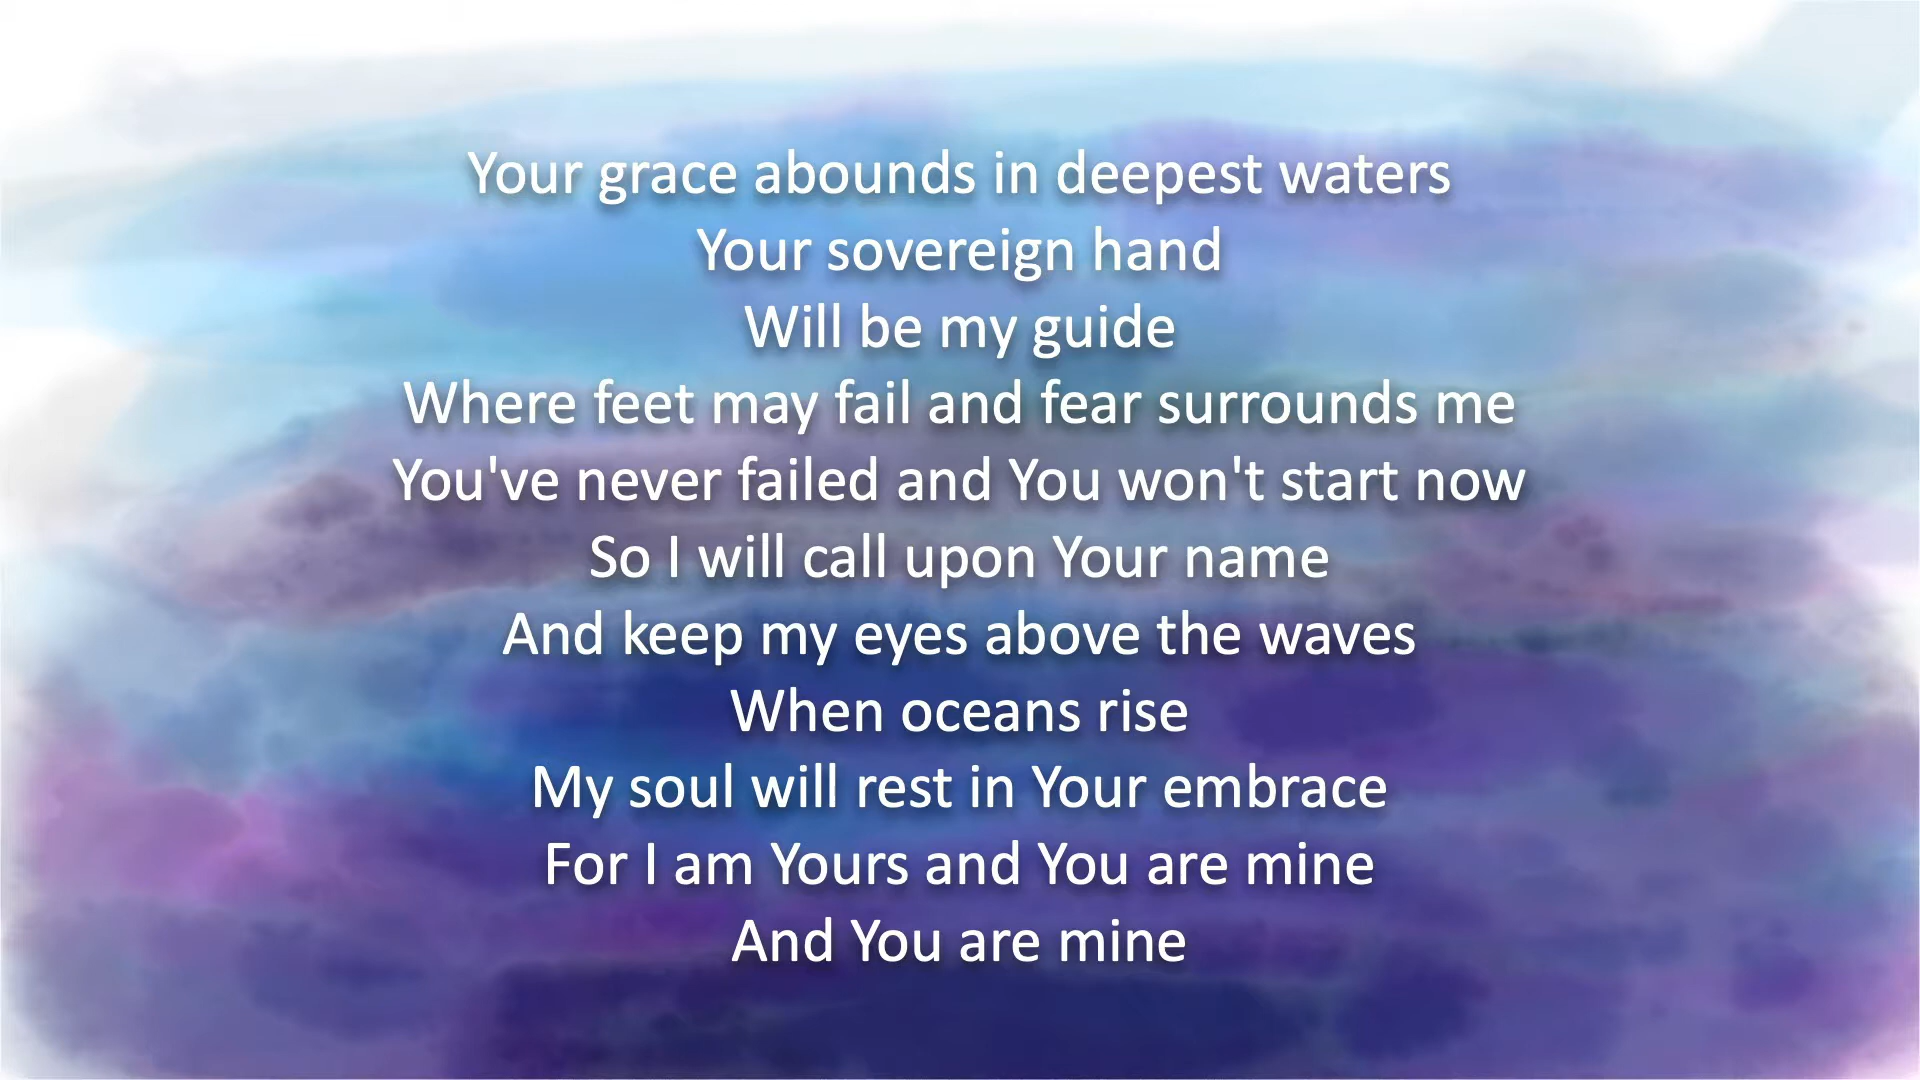 Your grace abounds in deepest waters
Your sovereign hand
Will be my guide
Where feet may fail and fear surrounds me
You've never failed and You won't start now
So I will call upon Your name
And keep my eyes above the waves
When oceans rise
My soul will rest in Your embrace
For I am Yours and You are mine
And You are mine